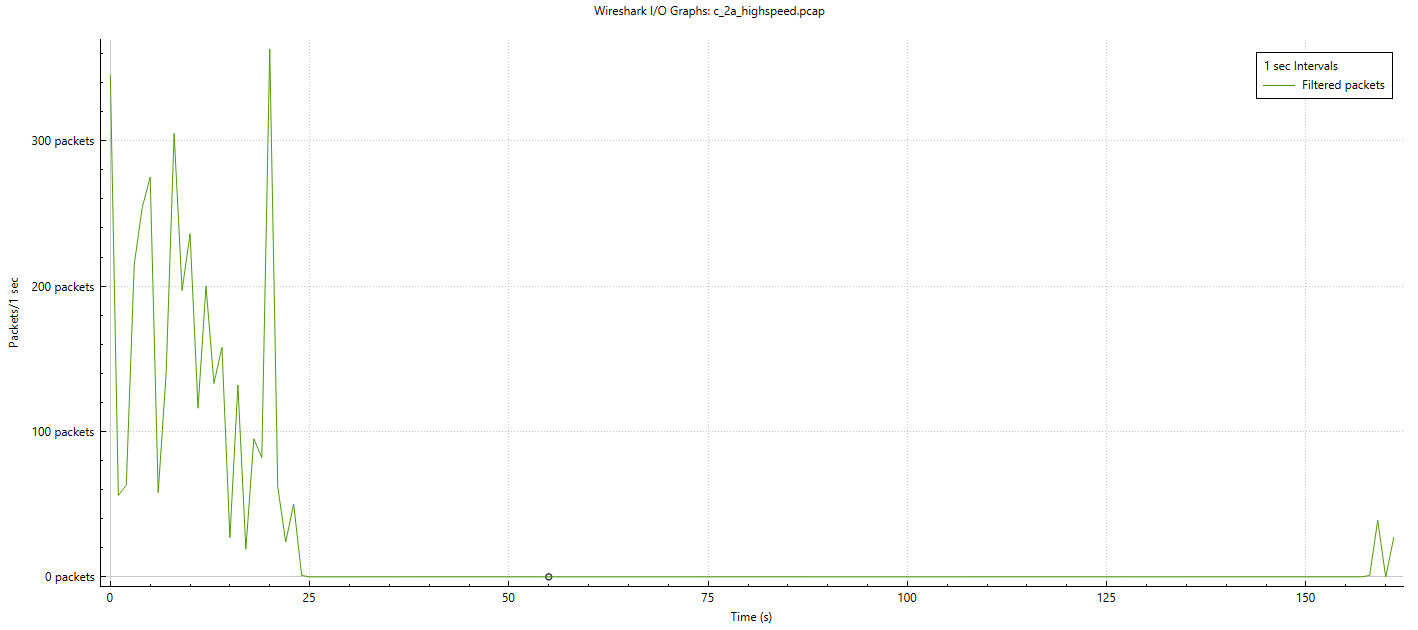 Wireshark I/O Graphs: c_2a_highspeed.pcap
1 sec Intervals
Filtered packets
300 packets
200 packets
100 packets
0 packets
Packets/1 sec
0 25 50 75 100 125 150
Time (s)